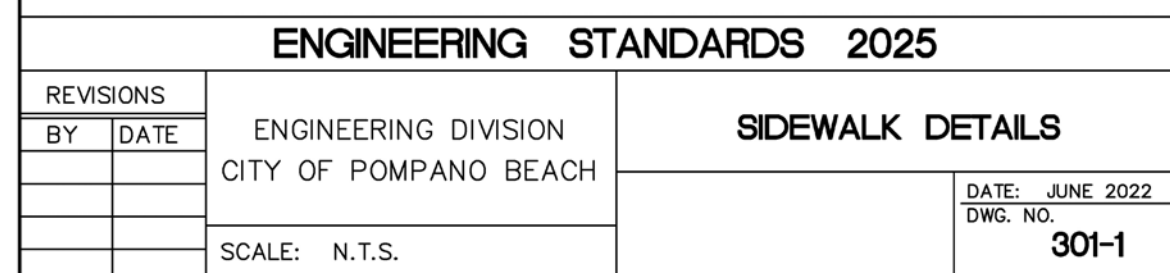 ENGINEERING STANDARDS 2025
REVISIONS
BY DATE
ENGINEERING DIVISION
CITY OF POMPANO BEACH
SCALE: N.T.S.
SIDEWALK DETAILS
DATE: JUNE 2022
DWG. NO.
301-1